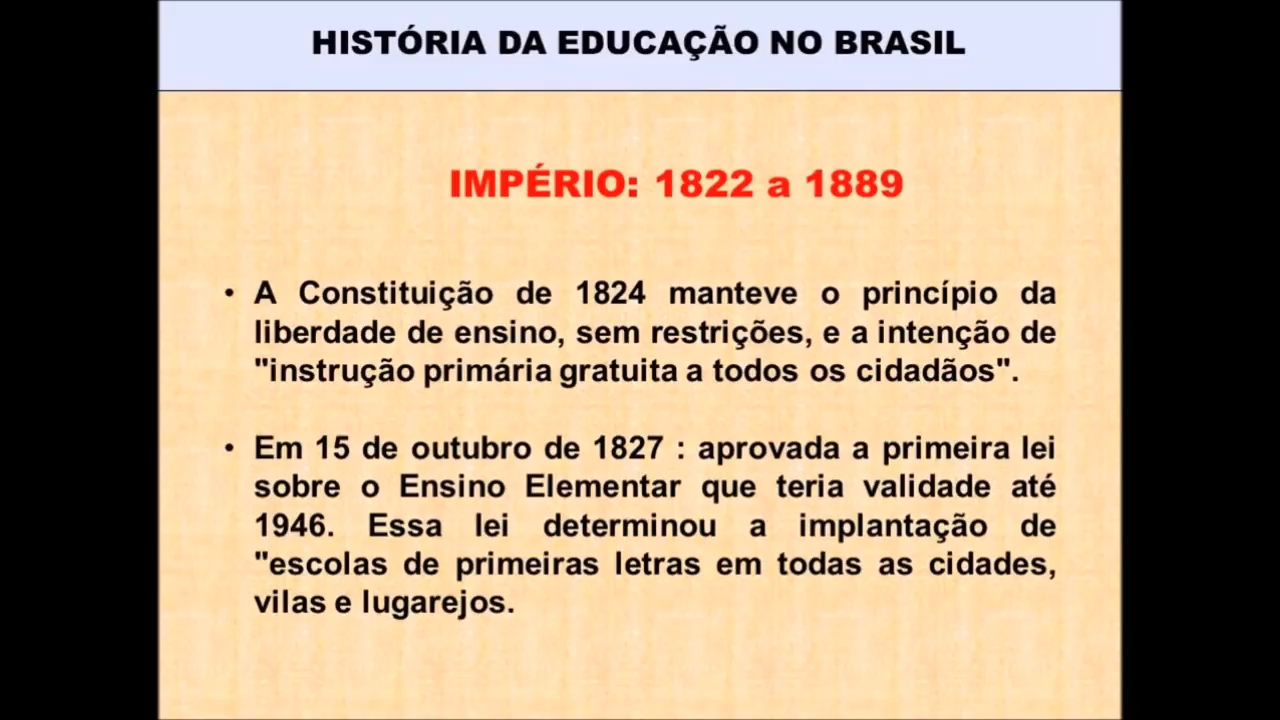 HISTÓRIA DA EDUCAÇÃO NO BRASIL
IMPÉRIO: 1822 a 1889
• A Constituição de 1824 manteve o princípio da
liberdade de ensino, sem restrições, e a intenção de
"instrução primária gratuita a todos os cidadãos".
• Em 15 de outubro de 1827 : aprovada a primeira lei
sobre o Ensino Elementar que teria validade até
1946. Essa lei determinou a implantação de
"escolas de primeiras letras em todas as cidades,
vilas e lugarejos.